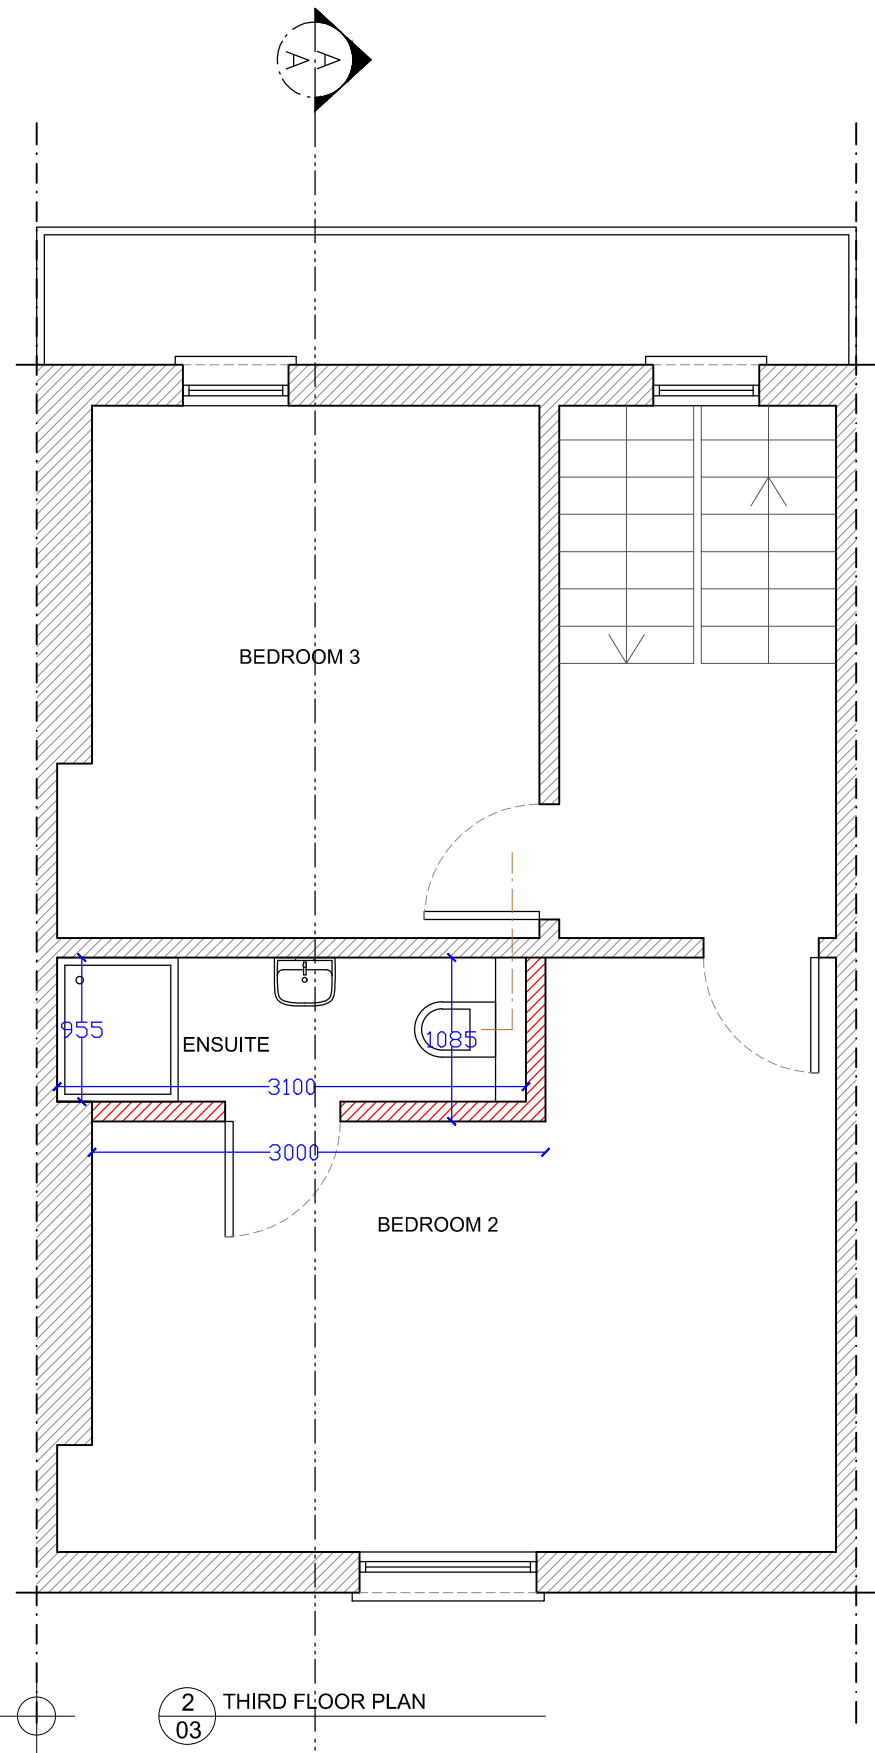 A A
BEDROOM 3
955
ENSUITE
1085
3100
3000
BEDROOM 2
2
03
THIRD FLOOR PLAN